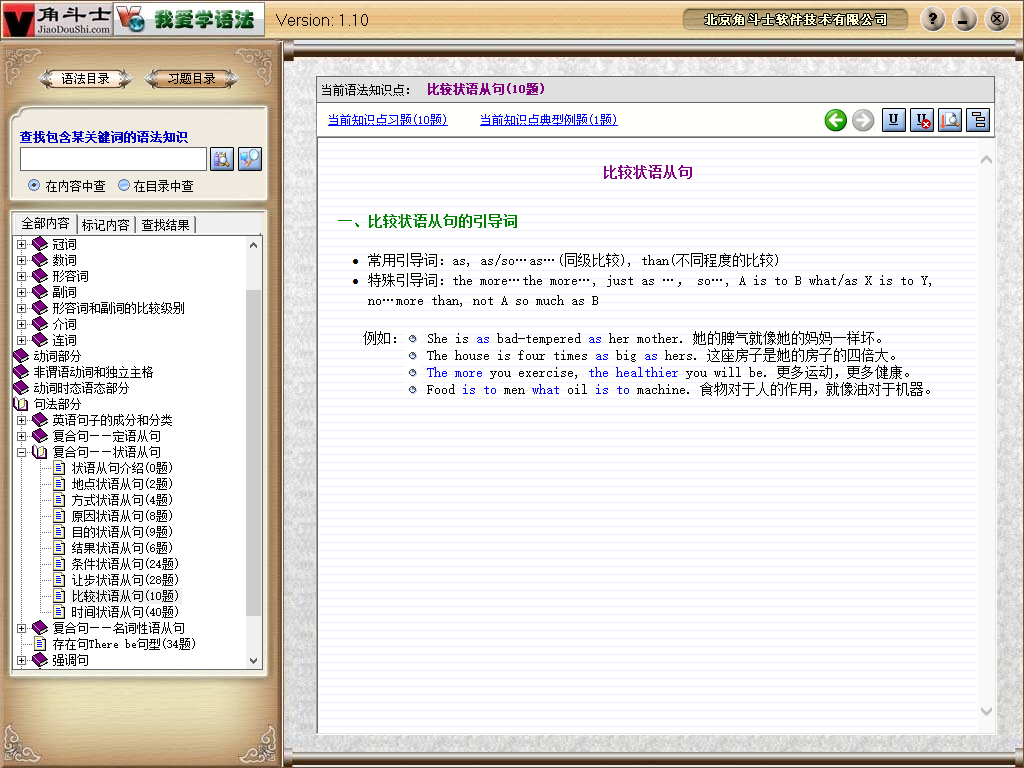 角斗士
JiaoDouShi.com
我爱学语法
Version: 1.10
北京角斗士软件技术有限公司
语法目录
习题目录
查找包含某关键词的语法知识
在内容中查
在目录中查
全部内容
标记内容
查找结果
冠词
数词
形容词
副词
形容词和副词的比较级别
介词
连词
动词部分
非谓语动词和独立主格
动词时态语态部分
句法部分
英语句子的成分和分类
复合句——定语从句
复合句——状语从句
状语从句介绍(0题)
地点状语从句(2题)
方式状语从句(4题)
原因状语从句(8题)
目的状语从句(9题)
结果状语从句(6题)
条件状语从句(24题)
让步状语从句(28题)
比较状语从句(10题)
时间状语从句(40题)
复合句——名词性语从句
存在句There be句型(34题)
强调句
当前语法知识点： 比较状语从句(10题)
当前知识点习题(10题)
当前知识点典型例题(1题)
U
U
比较状语从句
一、比较状语从句的引导词
常用引导词：as, as/so…as…(同级比较), than(不同程度的比较)
特殊引导词：the more…the more…, just as …, so…, A is to B what/as X is to Y,
no…more than, not A so much as B
例如： She is as bad-tempered as her mother. 她的脾气就像她的妈妈一样坏。
The house is four times as big as hers. 这座房子是她的房子的四倍大。
The more you exercise, the healthier you will be. 更多运动，更多健康。
Food is to men what oil is to machine. 食物对于人的作用，就像油对于机器。